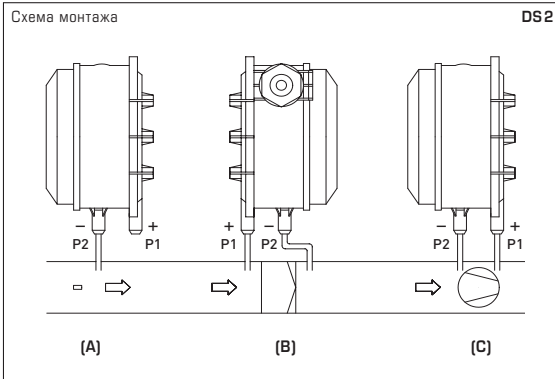 Схема монтажа DS2
– + + – – +
P2 P1 P1 P2 P2 P1
(A) (B) (C)